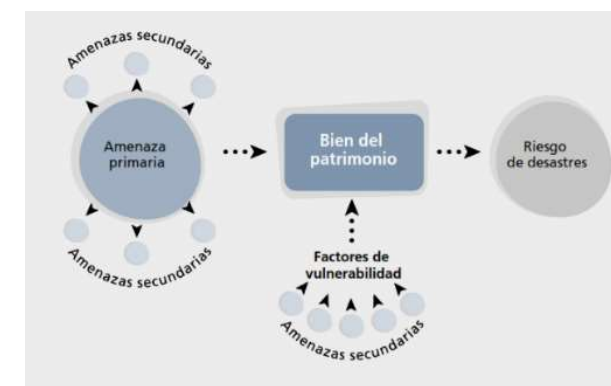 Amenazas secundarias
Amenaza
primaria
Amenazas secundarias
Bien del
patrimonio
Riesgo
de desastres
Factores de
vulnerabilidad
Amenazas secundarias